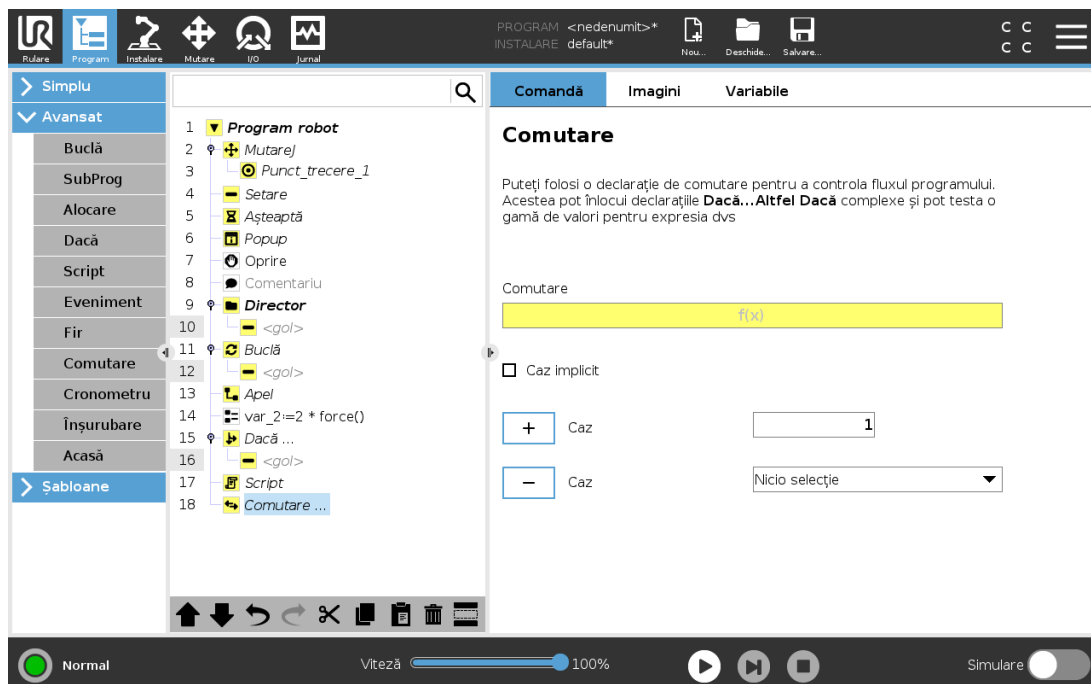 UR
Rulare
Program
Instalare
Mutare
I/O
Jurnal
PROGRAM <nedenumit>*
INSTALARE default*
Nou...
Deschide...
Salvare...
C C
C C
Simplu
Avansat
Buclă
SubProg
Alocare
Dacă
Script
Eveniment
Fir
Comutare
Cronometru
Înșurubare
Acasă
Șabloane
1 Program robot
2 MutareJ
3 Punct_trecere_1
4 Setare
5 Așteaptă
6 Popup
7 Oprire
8 Comentariu
9 Director
10 <gol>
11 Buclă
12 <gol>
13 Apel
14 var_2:=2 * force()
15 Dacă ...
16 <gol>
17 Script
18 Comutare ...
Comandă
Imagini
Variabile
Comutare
Puteți folosi o declarație de comutare pentru a controla fluxul programului.
Acestea pot înlocui declarațiile Dacă...Altfel Dacă complexe și pot testa o
gamă de valori pentru expresia dvs
Comutare
f(x)
Caz implicit
+ Caz 1
− Caz Nicio selecție
Normal
Viteză 100%
Simulare